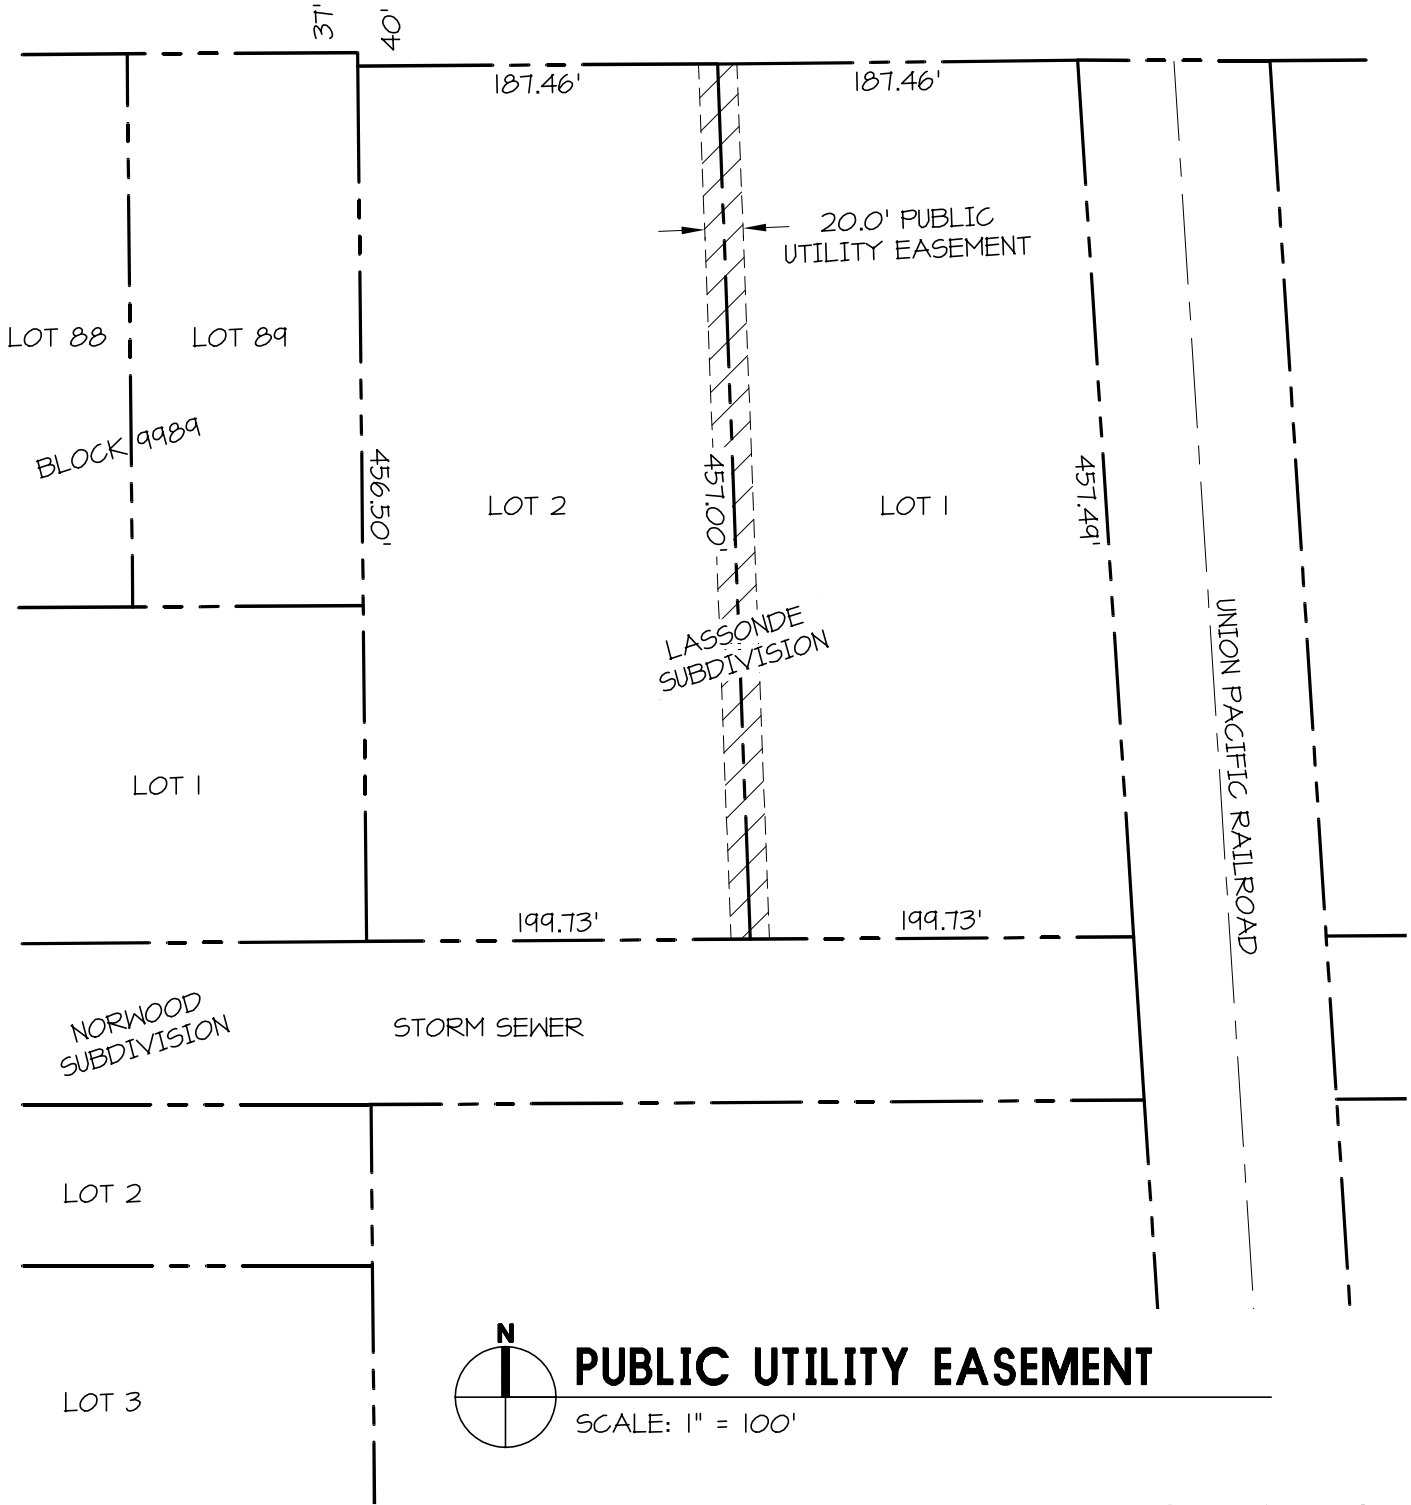 37'
40'
187.46'
187.46'
20.0' PUBLIC
UTILITY EASEMENT
LOT 88
LOT 89
BLOCK 9989
456.50'
LOT 2
457.00'
LOT 1
457.49'
LASSONDE
SUBDIVISION
UNION PACIFIC RAILROAD
LOT 1
199.73'
199.73'
NORWOOD
SUBDIVISION
STORM SEWER
LOT 2
LOT 3
N
PUBLIC UTILITY EASEMENT
SCALE: 1" = 100'